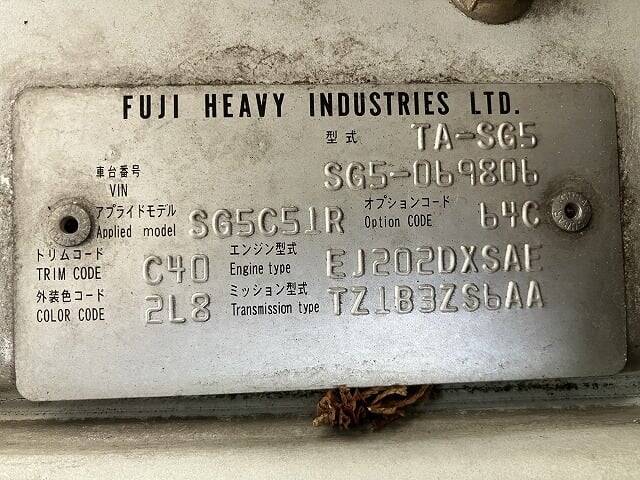 FUJI HEAVY INDUSTRIES LTD.
型式 TA-SG5
車台番号 VIN SG5-069806
アプライドモデル Applied model SG5C51R オプションコード Option CODE 64C
トリムコード TRIM CODE C40 エンジン型式 Engine type EJ202DXSAE
外装色コード COLOR CODE 2L8 ミッション型式 Transmission type TZ1B3ZS6AA